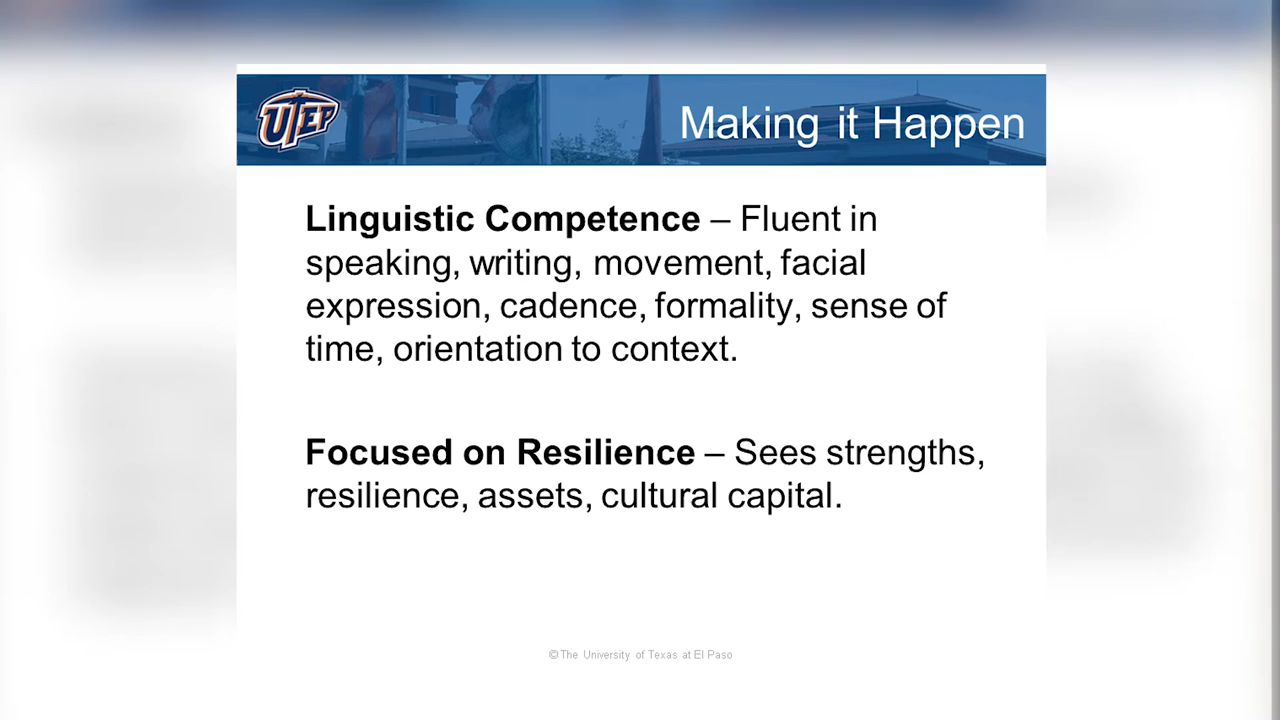 UTEP
Making it Happen
Linguistic Competence – Fluent in
speaking, writing, movement, facial
expression, cadence, formality, sense of
time, orientation to context.
Focused on Resilience – Sees strengths,
resilience, assets, cultural capital.
© The University of Texas at El Paso